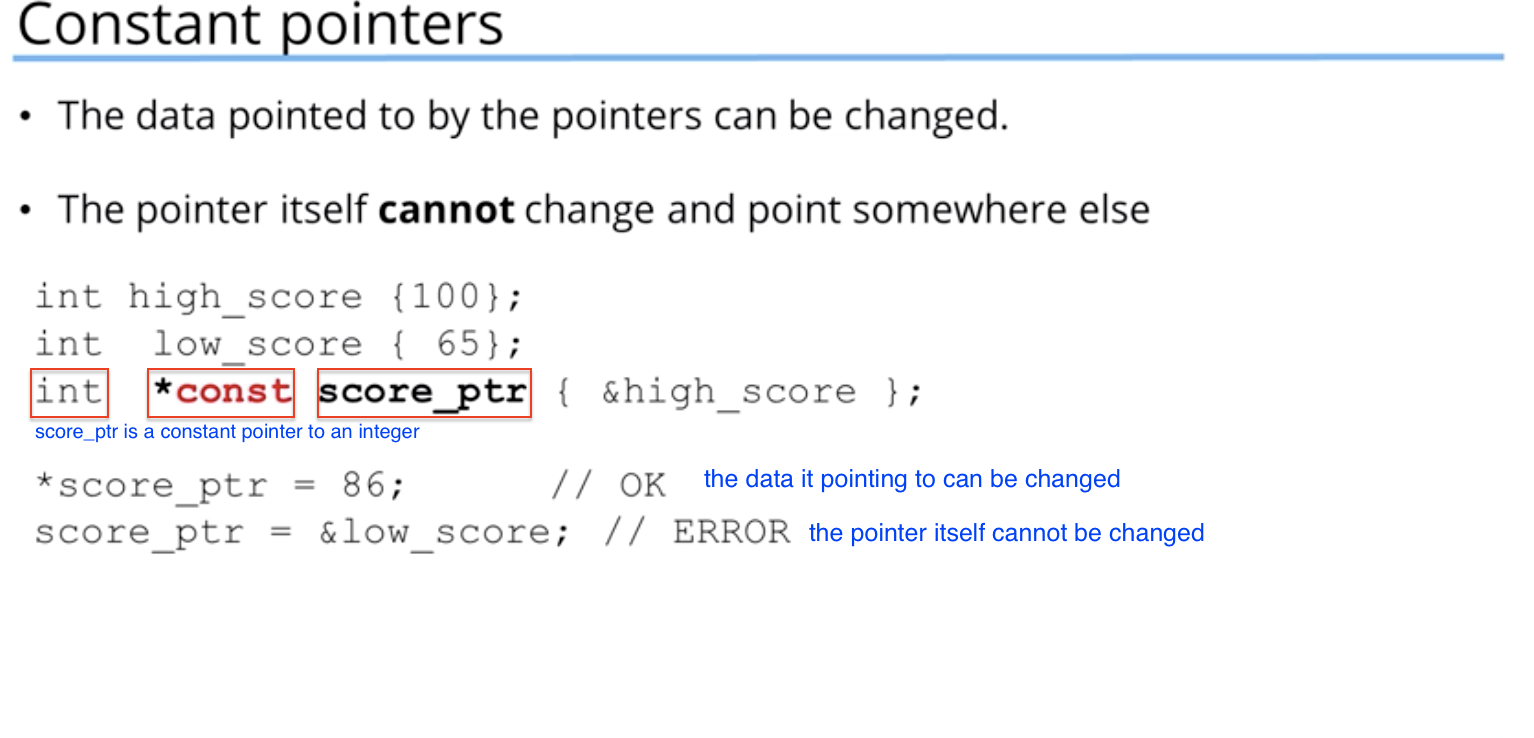 Constant pointers
• The data pointed to by the pointers can be changed.
• The pointer itself cannot change and point somewhere else
int high_score {100};
int  low_score { 65};
int  *const score_ptr { &high_score };
score_ptr is a constant pointer to an integer
*score_ptr = 86;      // OK the data it pointing to can be changed
score_ptr = &low_score; // ERROR the pointer itself cannot be changed